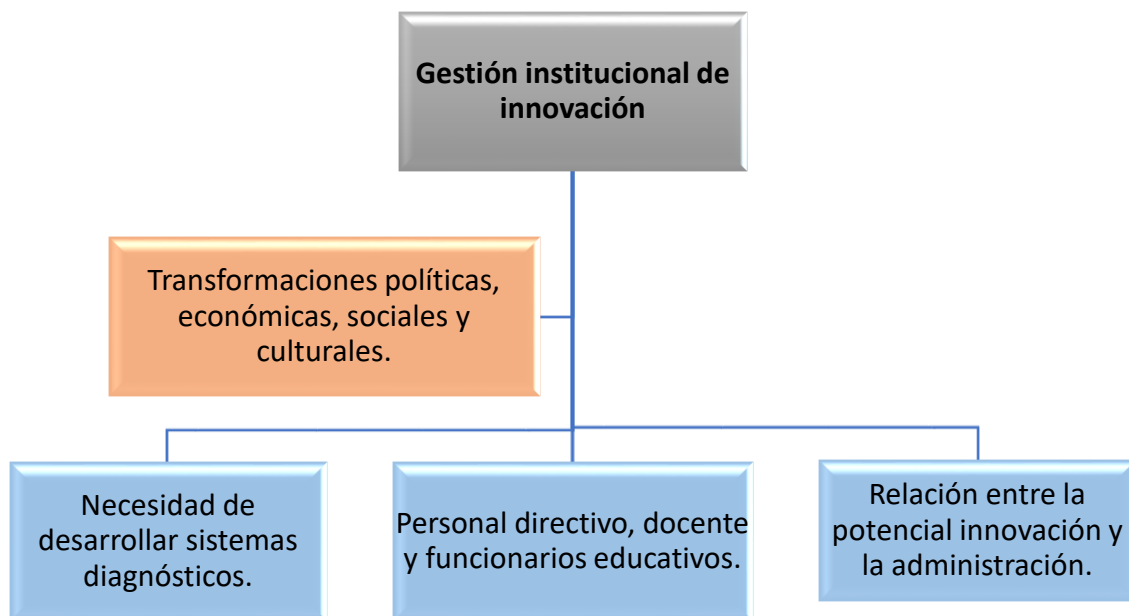 Gestión institucional de
innovación
Transformaciones políticas,
económicas, sociales y
culturales.
Necesidad de
desarrollar sistemas
diagnósticos.
Personal directivo, docente
y funcionarios educativos.
Relación entre la
potencial innovación y
la administración.